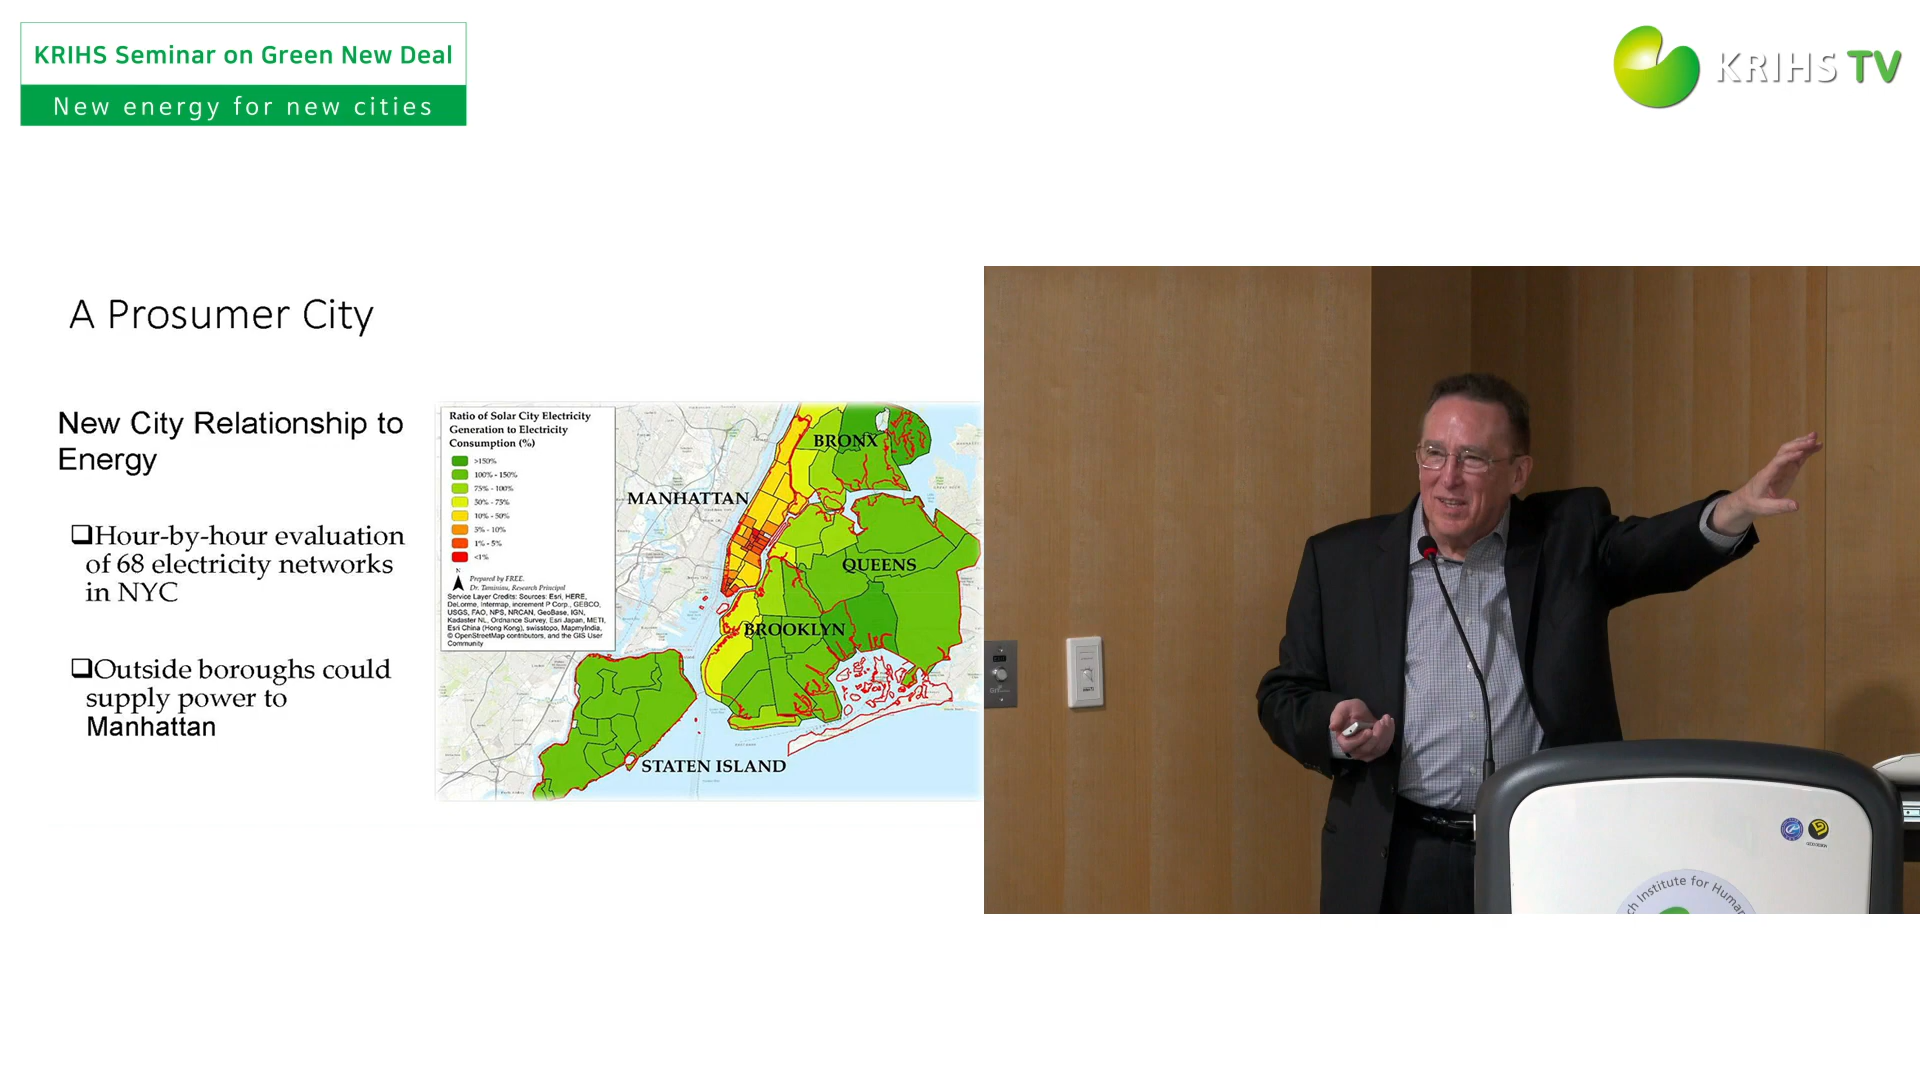 KRIHS Seminar on Green New Deal
New energy for new cities
KRIHS TV
A Prosumer City
New City Relationship to
Energy
❑Hour-by-hour evaluation
of 68 electricity networks
in NYC
❑Outside boroughs could
supply power to
Manhattan
Ratio of Solar City Electricity
Generation to Electricity
Consumption (%)
>150%
100% - 150%
75% - 100%
50% - 75%
10% - 50%
5% - 10%
1% - 5%
<1%
N
Prepared by FREE.
Dr. Taminiau, Research Principal
Service Layer Credits: Sources: Esri, HERE,
DeLorme, Intermap, increment P Corp., GEBCO,
USGS, FAO, NPS, NRCAN, GeoBase, IGN,
Kadaster NL, Ordnance Survey, Esri Japan, METI,
Esri China (Hong Kong), swisstopo, MapmyIndia,
© OpenStreetMap contributors, and the GIS User
Community
BRONX
MANHATTAN
QUEENS
BROOKLYN
STATEN ISLAND
Institute for Human